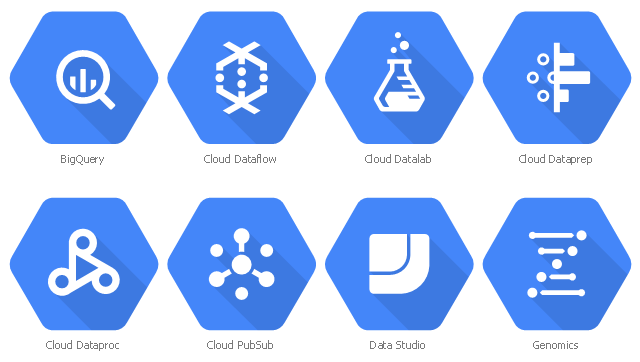 BigQuery
Cloud Dataflow
Cloud Datalab
Cloud Dataprep
Cloud Dataproc
Cloud PubSub
Data Studio
Genomics